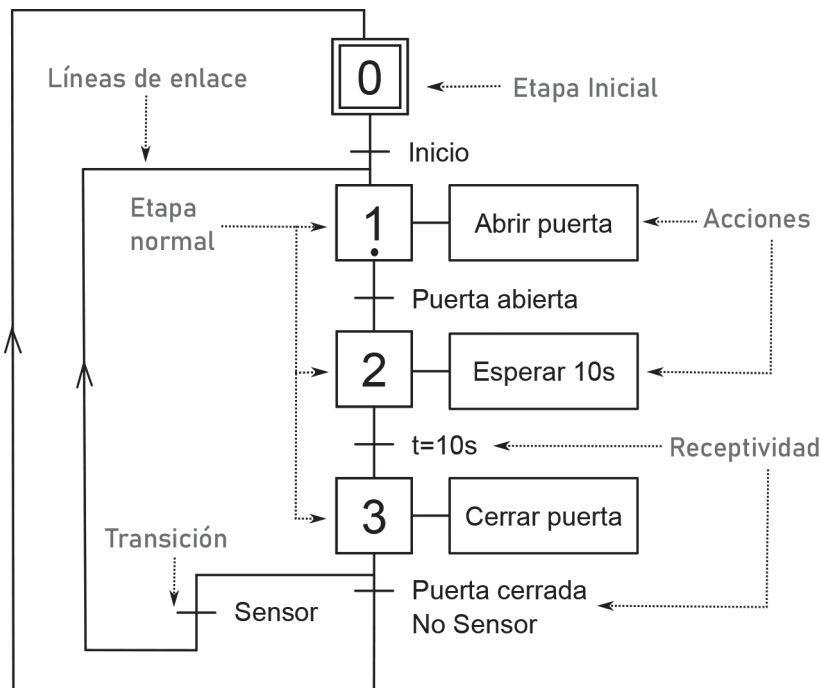 0
Líneas de enlace
Etapa Inicial
Inicio
Etapa
normal
1
Abrir puerta
Acciones
Puerta abierta
2
Esperar 10s
t=10s
Receptividad
3
Cerrar puerta
Transición
Sensor
Puerta cerrada
No Sensor